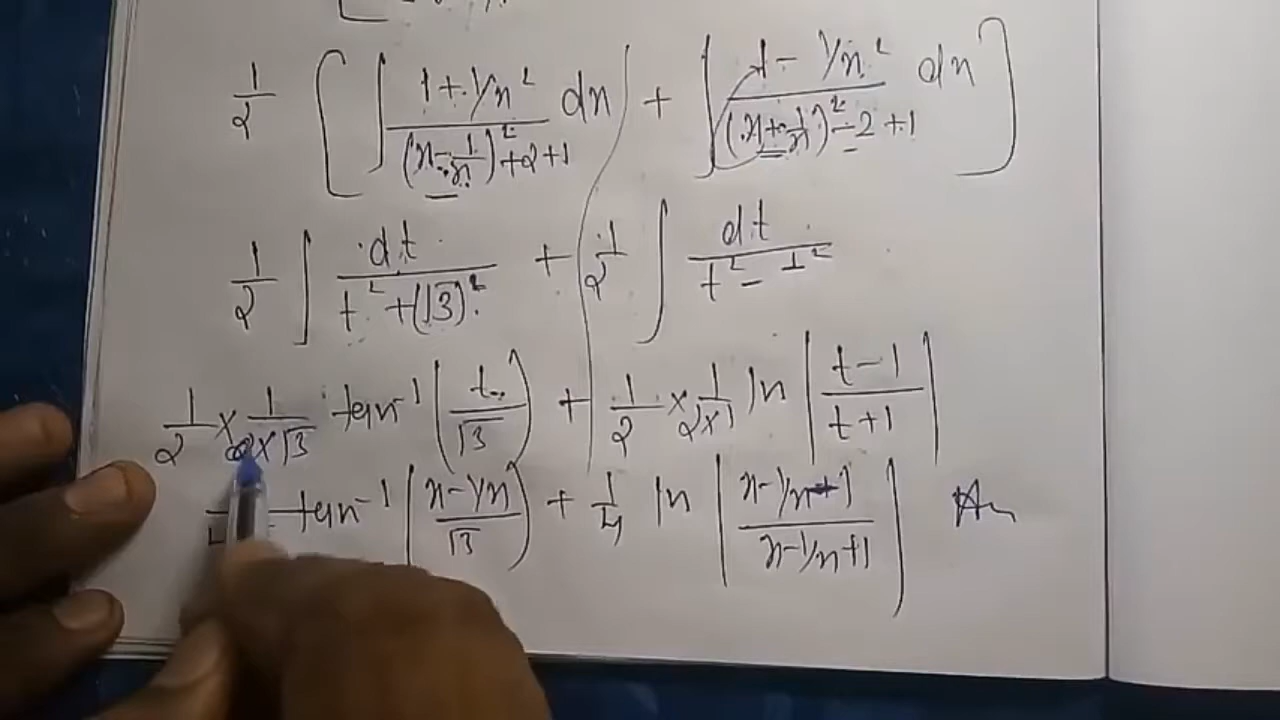 1/2 [ ∫ 1+1/x² / (x-1/x)²+2+1 dx + ∫ 1-1/x² / (x+1/x)²-2+1 dx ]
1/2 ∫ dt / t²+(√3)² + 1/2 ∫ dt / t²-1²
1/2 × 1/2×√3 tan⁻¹ (t/√3) + 1/2 × 1/2×1 ln |t-1 / t+1|
tan⁻¹ (x-1/x / √3) + 1/4 ln |x-1/x+1 / x-1/x+1|